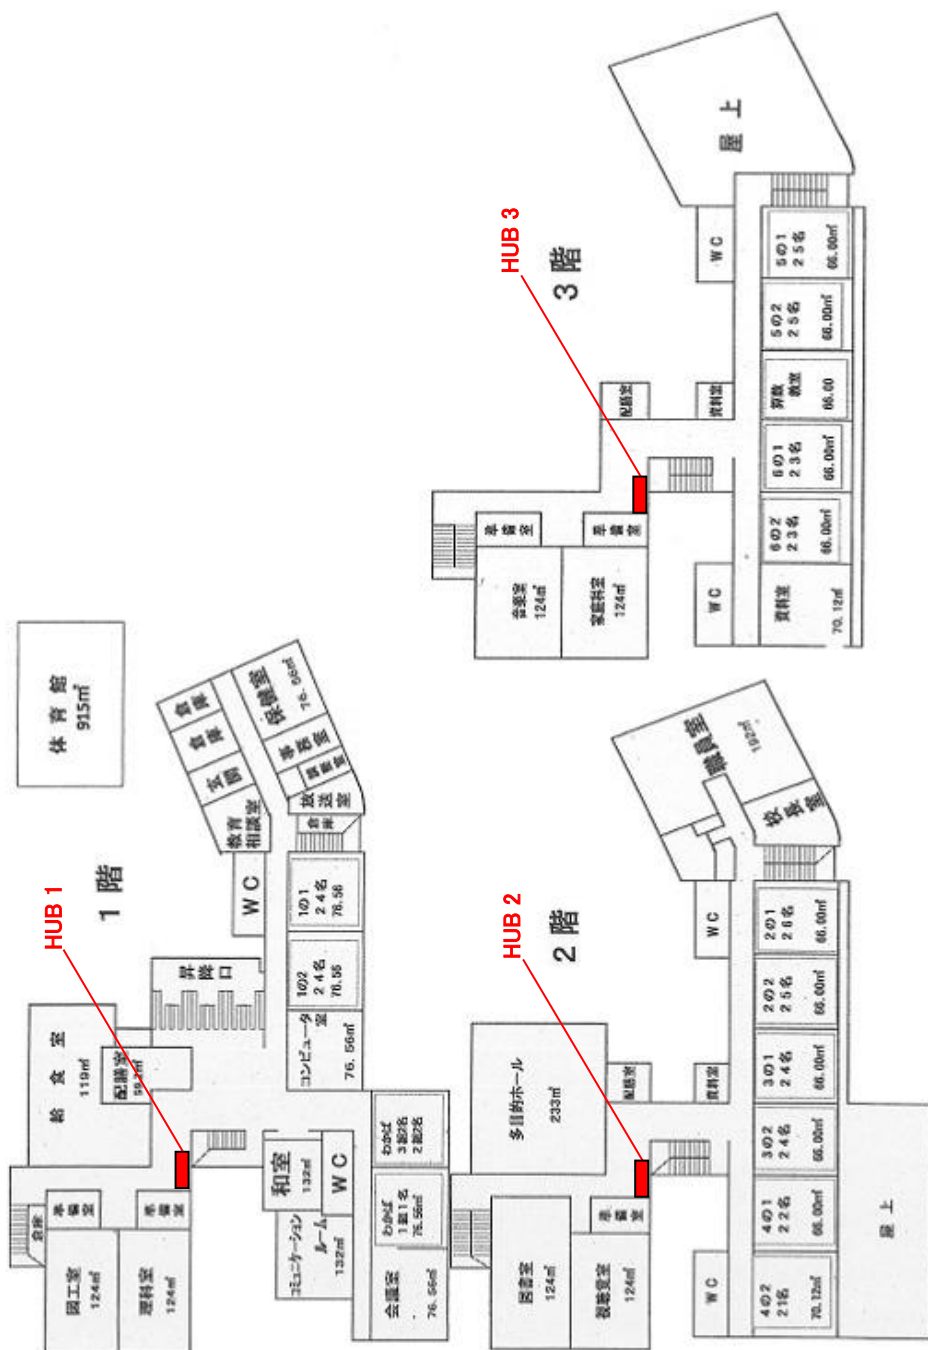 体育館
915㎡
1階
HUB 1
給食室
119㎡
配膳室
昇降口
WC
教育
相談室
玄関
倉庫
倉庫
保健室
76.56㎡
事務室
放送室
倉庫
1の1
24名
1の2
24名
コンピュータ室
76.56㎡
倉庫
準備室
準備室
図工室
124㎡
理科室
124㎡
和室
132㎡
WC
コミュニケーション
ルーム
132㎡
わかば
3組2名
2組2名
わかば
1組1名
76.56㎡
会議室
76.56㎡
2階
HUB 2
多目的ホール
233㎡
配膳室
資料室
図書室
124㎡
準備室
視聴覚室
124㎡
WC
WC
職員室
192㎡
校長室
4の2
21名
70.12㎡
4の1
22名
66.00㎡
3の2
24名
66.00㎡
3の1
24名
66.00㎡
2の2
25名
66.00㎡
2の1
26名
66.00㎡
屋上
3階
HUB 3
配膳室
資料室
準備室
準備室
音楽室
124㎡
家庭科室
124㎡
WC
WC
資料室
70.12㎡
6の2
23名
66.00㎡
6の1
23名
66.00㎡
算数
教室
66.00
5の2
25名
66.00㎡
5の1
25名
66.00㎡
屋上